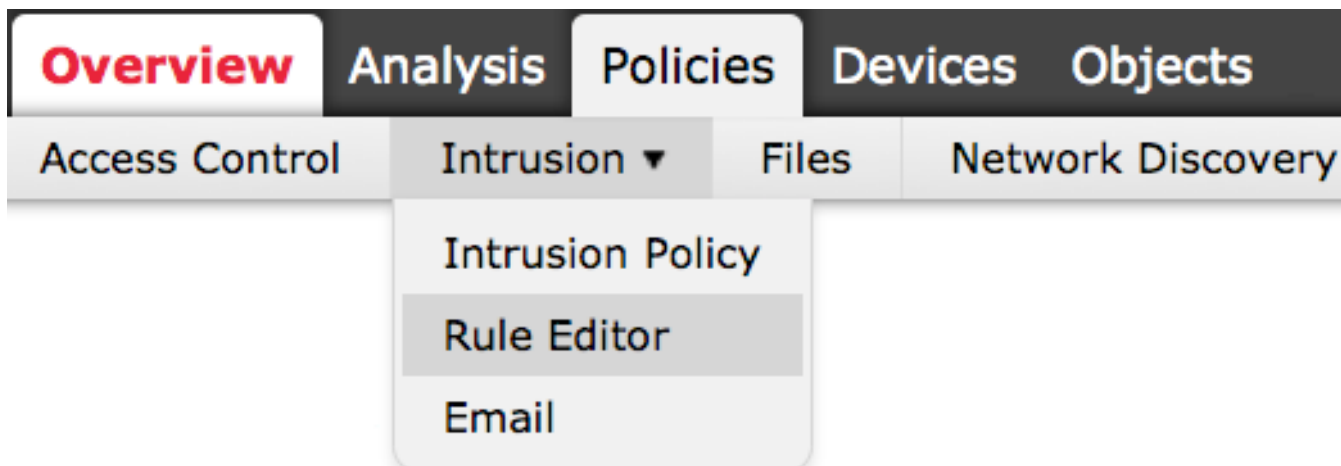 Overview Analysis Policies Devices Objects
Access Control Intrusion ▼ Files Network Discovery
Intrusion Policy
Rule Editor
Email